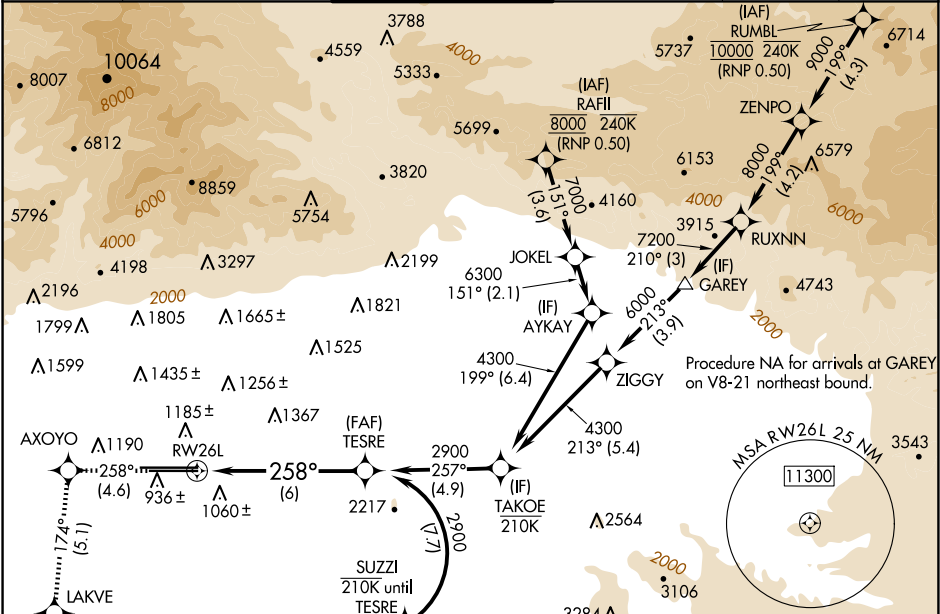 3788
(IAF)
RUMBL
10000 240K
(RNP 0.50)
6714
4559
4000
5737
9000
199°
(4.3)
10064
8007
8000
5333
(IAF)
RAFII
8000 240K
(RNP 0.50)
ZENPO
5699
6812
8000
199°
(4.2)
6579
6153
3820
8859
7000
151°
(3.6)
4160
5796
6000
5754
4000
3915
6000
7200
210° (3)
RUXNN
4000
4198
3297
2199
JOKEL
6300
151° (2.1)
(IF)
GAREY
4743
2196
2000
(IF)
AYKAY
6000
213°
(3.9)
2000
1799
1805
1665 ±
1821
1525
4300
199° (6.4)
ZIGGY
Procedure NA for arrivals at GAREY
on V8-21 northeast bound.
1599
1435 ±
1256 ±
1185 ±
1367
4300
213° (5.4)
AXOYO
1190
RW26L
(FAF)
TESRE
2900
257°
(4.9)
MSA RW26L 25 NM
3543
258°
(4.6)
258°
(6)
(IF)
TAKOE
210K
11300
936 ±
1060 ±
2217
2564
174°
(5.1)
2900
(7.7)
2000
SUZZI
210K until
TESRE
3106
LAKVE
3284